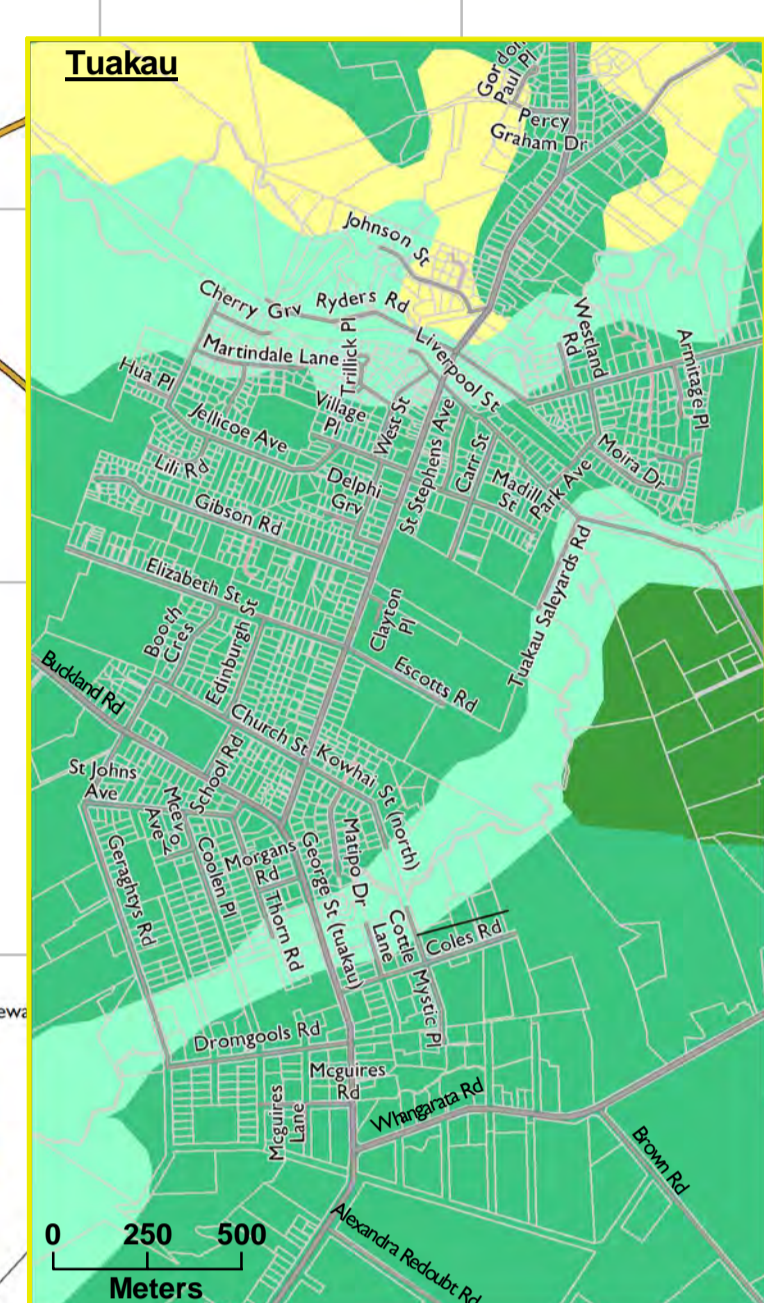 Tuakau
Gordon
Paul Pl
Percy
Graham Dr
Johnson St
Cherry Grv
Ryders Rd
Liverpool St
Westland
Rd
Armitage Pl
Martindale Lane
Trillick Pl
Hua Pl
Village
Pl
West St
St Stephens Ave
Carr St
Jellicoe Ave
Lili Rd
Delphi
Grv
Madill
St
Park Ave
Moira Dr
Gibson Rd
Elizabeth St
Clayton
Pl
Tuakau Saleyards Rd
Booth
Cres
Edinburgh St
Escotts Rd
Buckland Rd
Church St
Kowhai St (north)
School Rd
St Johns
Ave
Mcevoy
Ave
Coolen Pl
Morgans
Rd
Matipo Dr
George St (tuakau)
Geraghtys Rd
Thorn Rd
Cottle
Lane
Coles Rd
Mystic Pl
ewa
Dromgools Rd
Mcguires
Rd
Mcguires
Lane
Whangarata Rd
Brown Rd
Alexandra Redoubt Rd
0 250 500
Meters